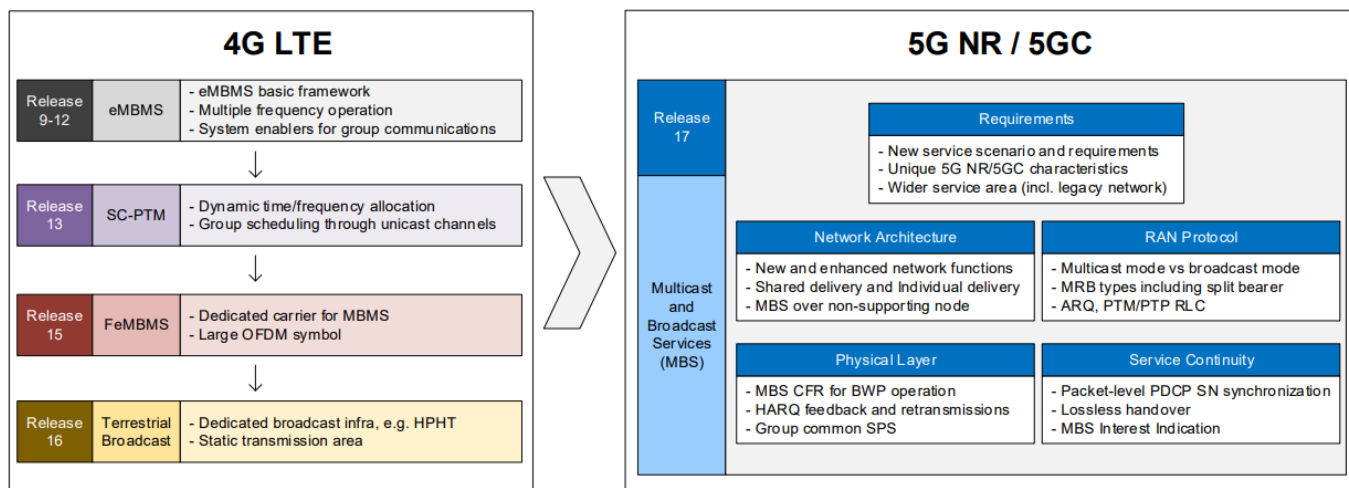 4G LTE
Release
9-12
eMBMS
- eMBMS basic framework
- Multiple frequency operation
- System enablers for group communications
Release
13
SC-PTM
- Dynamic time/frequency allocation
- Group scheduling through unicast channels
Release
15
FeMBMS
- Dedicated carrier for MBMS
- Large OFDM symbol
Release
16
Terrestrial
Broadcast
- Dedicated broadcast infra, e.g. HPHT
- Static transmission area
5G NR / 5GC
Release
17
Multicast
and
Broadcast
Services
(MBS)
Requirements
- New service scenario and requirements
- Unique 5G NR/5GC characteristics
- Wider service area (incl. legacy network)
Network Architecture
- New and enhanced network functions
- Shared delivery and Individual delivery
- MBS over non-supporting node
RAN Protocol
- Multicast mode vs broadcast mode
- MRB types including split bearer
- ARQ, PTM/PTP RLC
Physical Layer
- MBS CFR for BWP operation
- HARQ feedback and retransmissions
- Group common SPS
Service Continuity
- Packet-level PDCP SN synchronization
- Lossless handover
- MBS Interest Indication